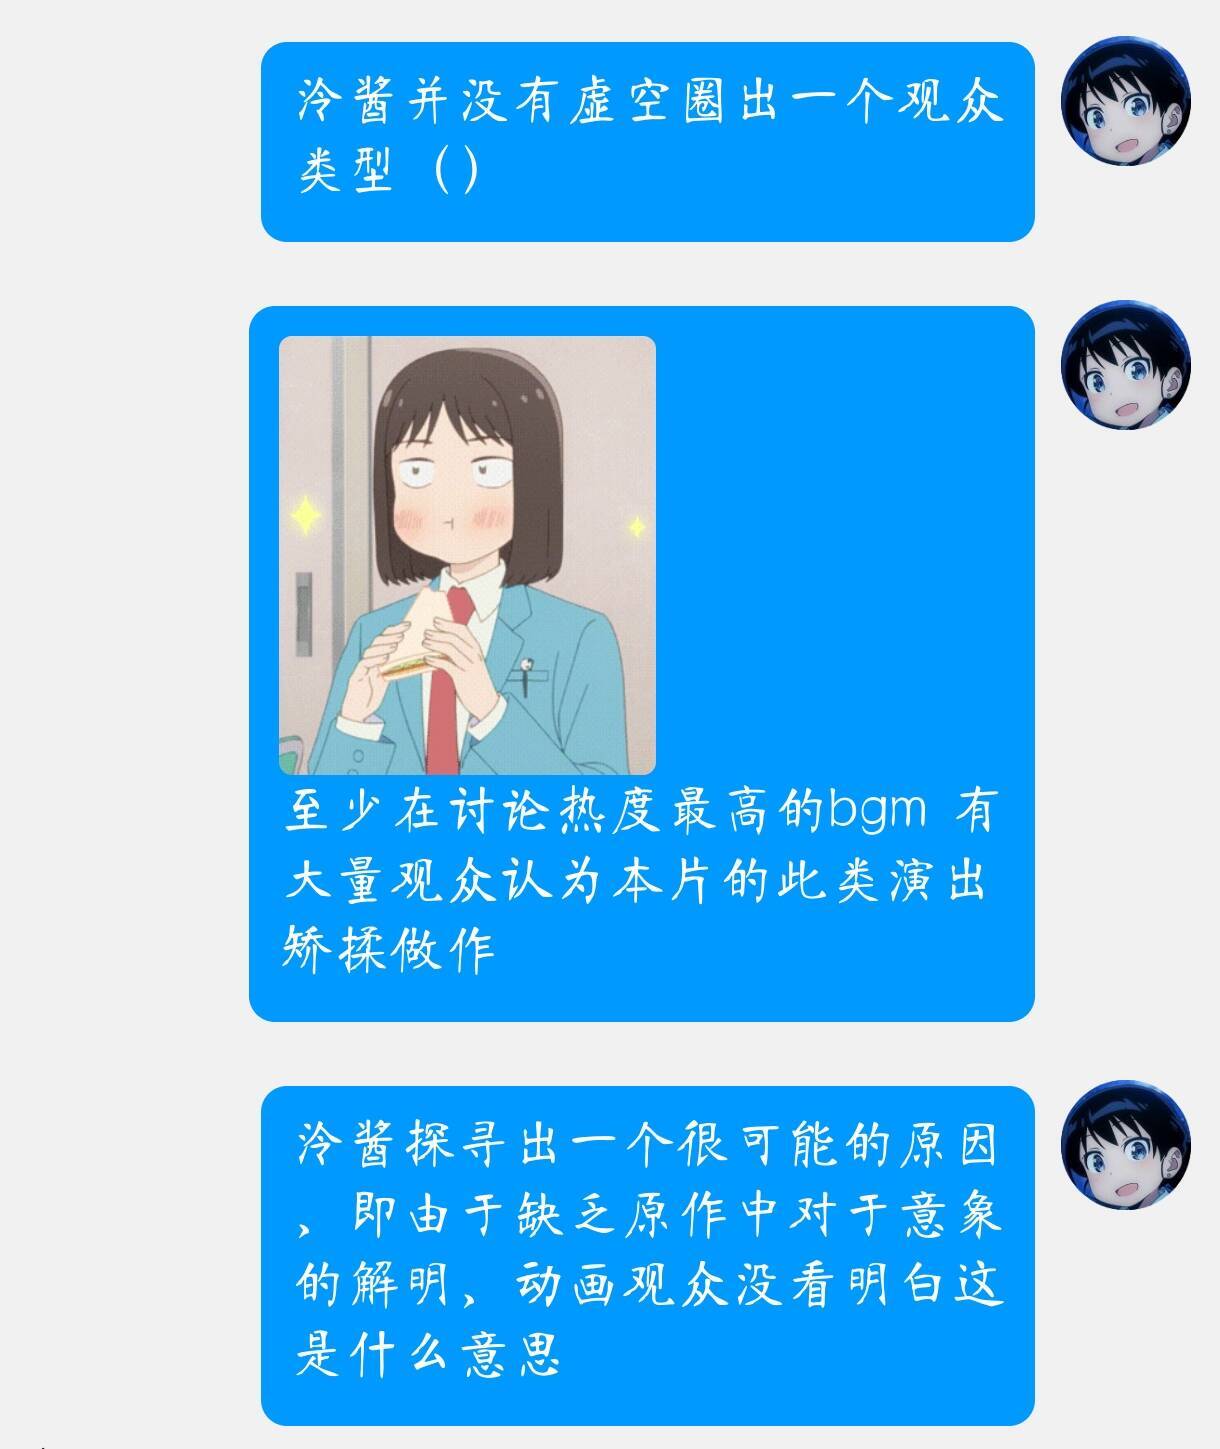 泠酱并没有虚空圈出一个观众
类型（）
至少在讨论热度最高的bgm 有
大量观众认为本片的此类演出
矫揉做作
泠酱探寻出一个很可能的原因
，即由于缺乏原作中对于意象
的解明，动画观众没看明白这
是什么意思